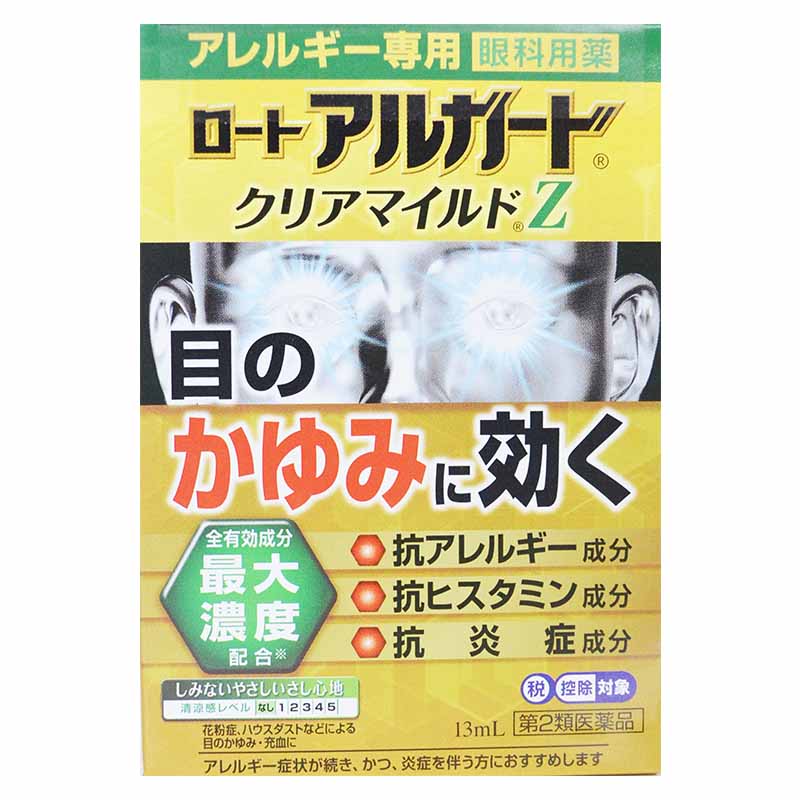 アレルギー専用 眼科用薬
ロート アルガード®
クリアマイルド®Z
目の
かゆみに効く
全有効成分
最大
濃度
配合※
抗アレルギー成分
抗ヒスタミン成分
抗炎症成分
しみないやさしいさし心地
清涼感レベル なし 1 2 3 4 5
税 控除 対象
花粉症、ハウスダストなどによる
目のかゆみ・充血に
13mL 第2類医薬品
アレルギー症状が続き、かつ、炎症を伴う方におすすめします